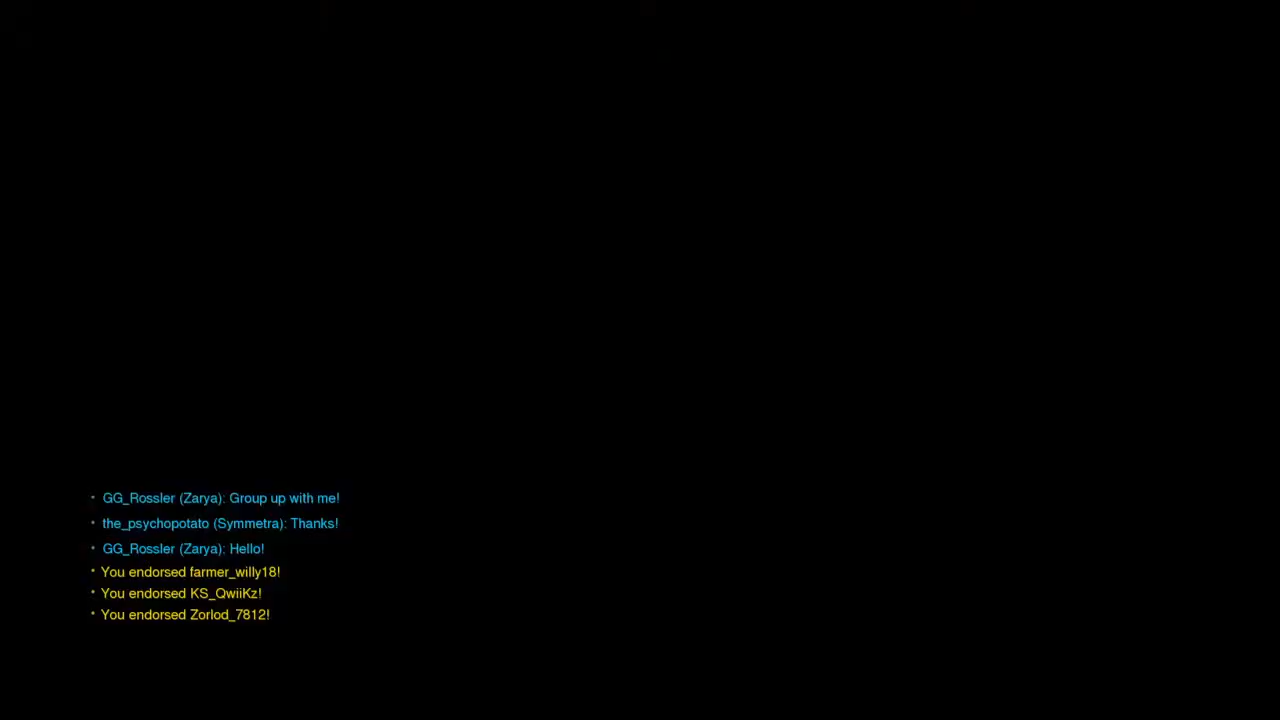 • GG_Rossler (Zarya): Group up with me!
• the_psychopotato (Symmetra): Thanks!
• GG_Rossler (Zarya): Hello!
• You endorsed farmer_willy18!
• You endorsed KS_QwiiKz!
• You endorsed Zorlod_7812!